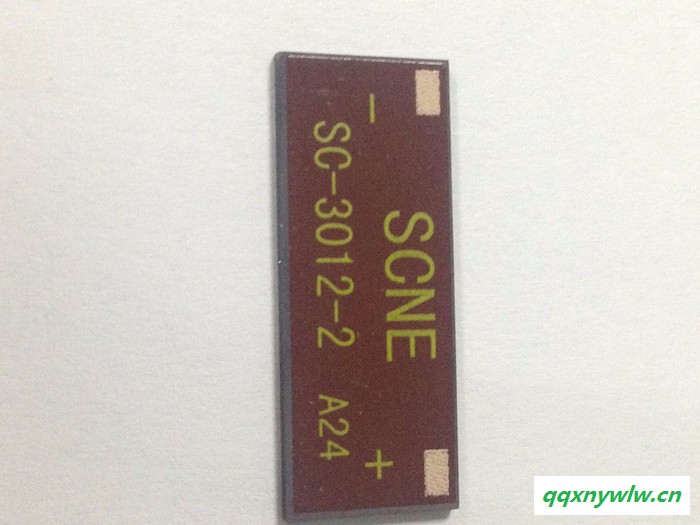 SCNE
- +
SC-3012-2 A24
qqxnywlw.cn